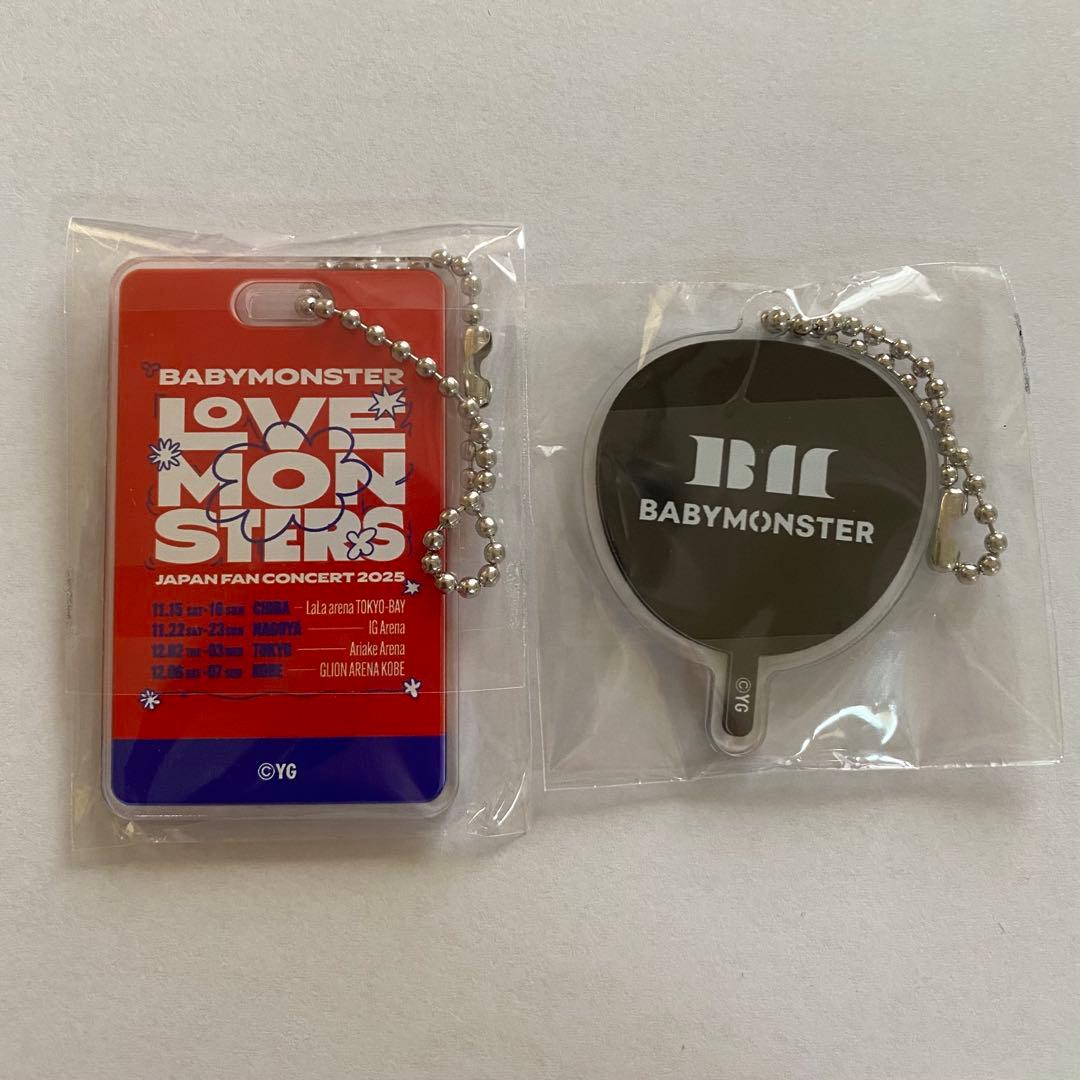 BABYMONSTER
LOVE
MON
STERS
JAPAN FAN CONCERT 2025
11.15 SAT-16 SUN CHIBA LaLa arena TOKYO-BAY
11.22 SAT-23 SUN NAGOYA IG Arena
12.02 TUE-03 WED TOKYO Ariake Arena
12.06 SAT-07 SUN KOBE GLION ARENA KOBE
©YG
BM
BABYMONSTER
©YG